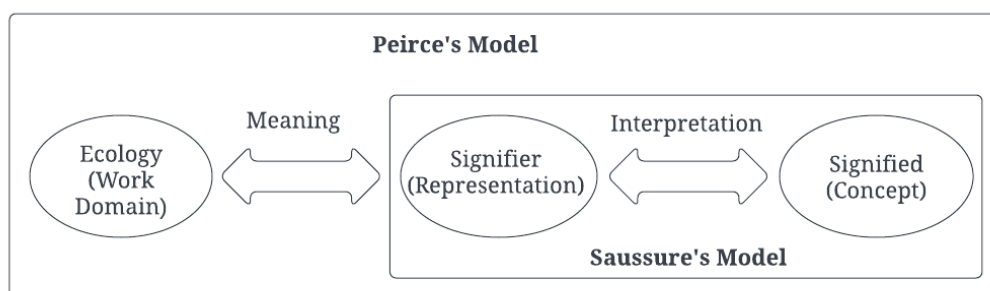 Peirce's Model
Meaning
Interpretation
Ecology
(Work
Domain)
Signifier
(Representation)
Signified
(Concept)
Saussure's Model